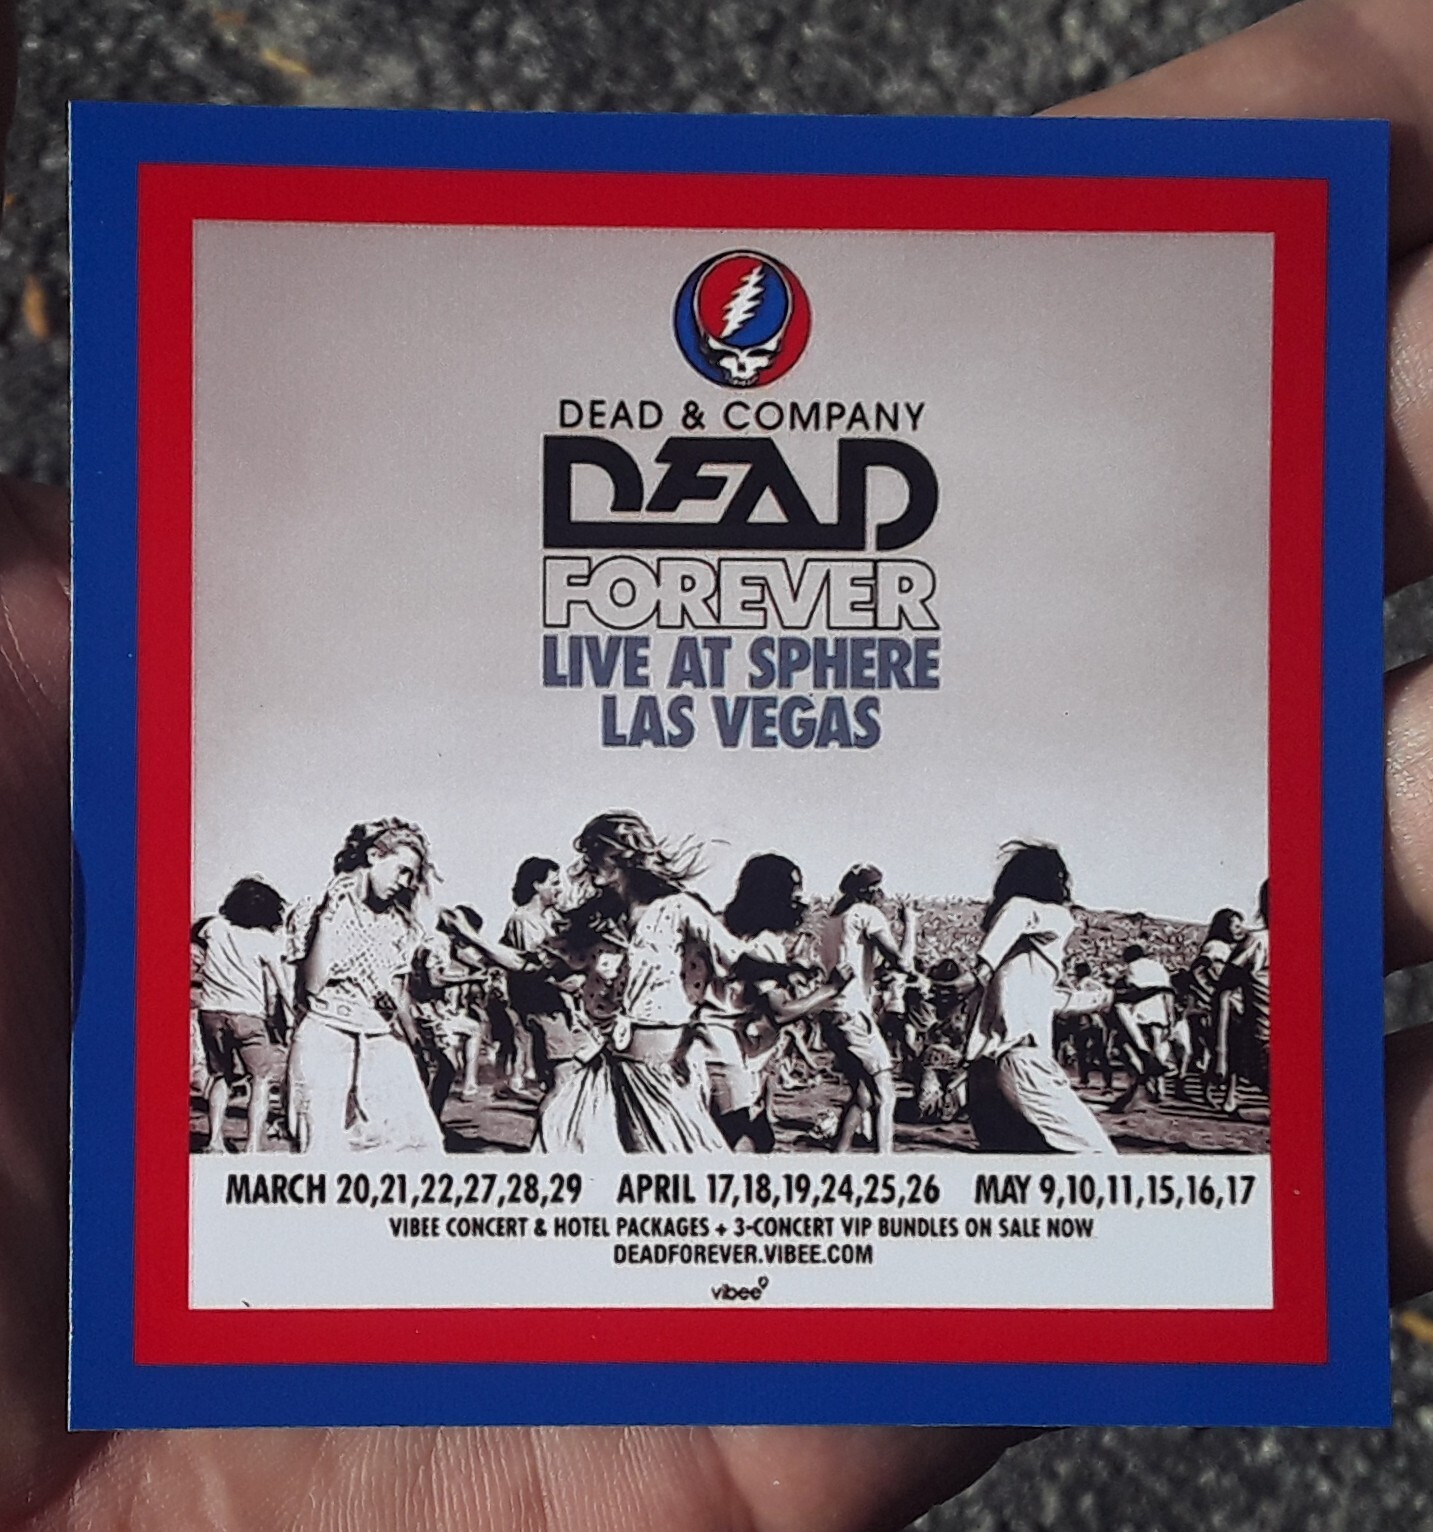 DEAD & COMPANY
DEAD
FOREVER
LIVE AT SPHERE
LAS VEGAS
MARCH 20,21,22,27,28,29 APRIL 17,18,19,24,25,26 MAY 9,10,11,15,16,17
VIBEE CONCERT & HOTEL PACKAGES + 3-CONCERT VIP BUNDLES ON SALE NOW
DEADFOREVER.VIBEE.COM
vibee